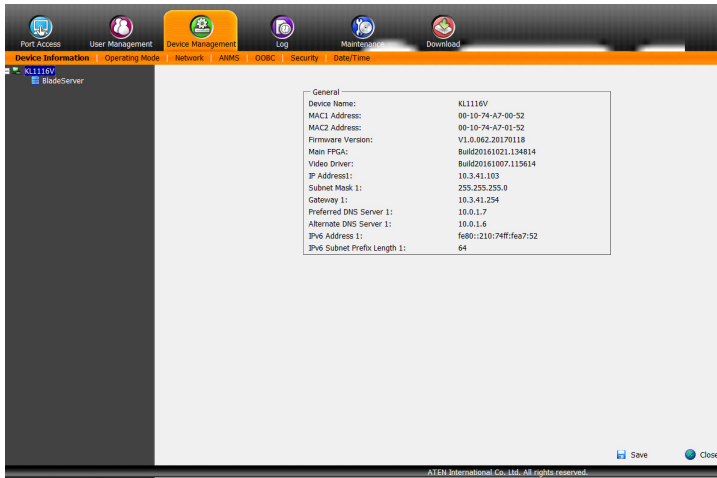 Port Access User Management Device Management Log Maintenance Download
Device Information Operating Mode Network ANMS OOBC Security Date/Time
KL1116V
BladeServer
General
Device Name: KL1116V
MAC1 Address: 00-10-74-A7-00-52
MAC2 Address: 00-10-74-A7-01-52
Firmware Version: V1.0.062.20170118
Main FPGA: Build20161021.134814
Video Driver: Build20161007.115614
IP Address1: 10.3.41.103
Subnet Mask 1: 255.255.255.0
Gateway 1: 10.3.41.254
Preferred DNS Server 1: 10.0.1.7
Alternate DNS Server 1: 10.0.1.6
IPv6 Address 1: fe80::210:74ff:fea7:52
IPv6 Subnet Prefix Length 1: 64
Save Close
ATEN International Co. Ltd. All rights reserved.